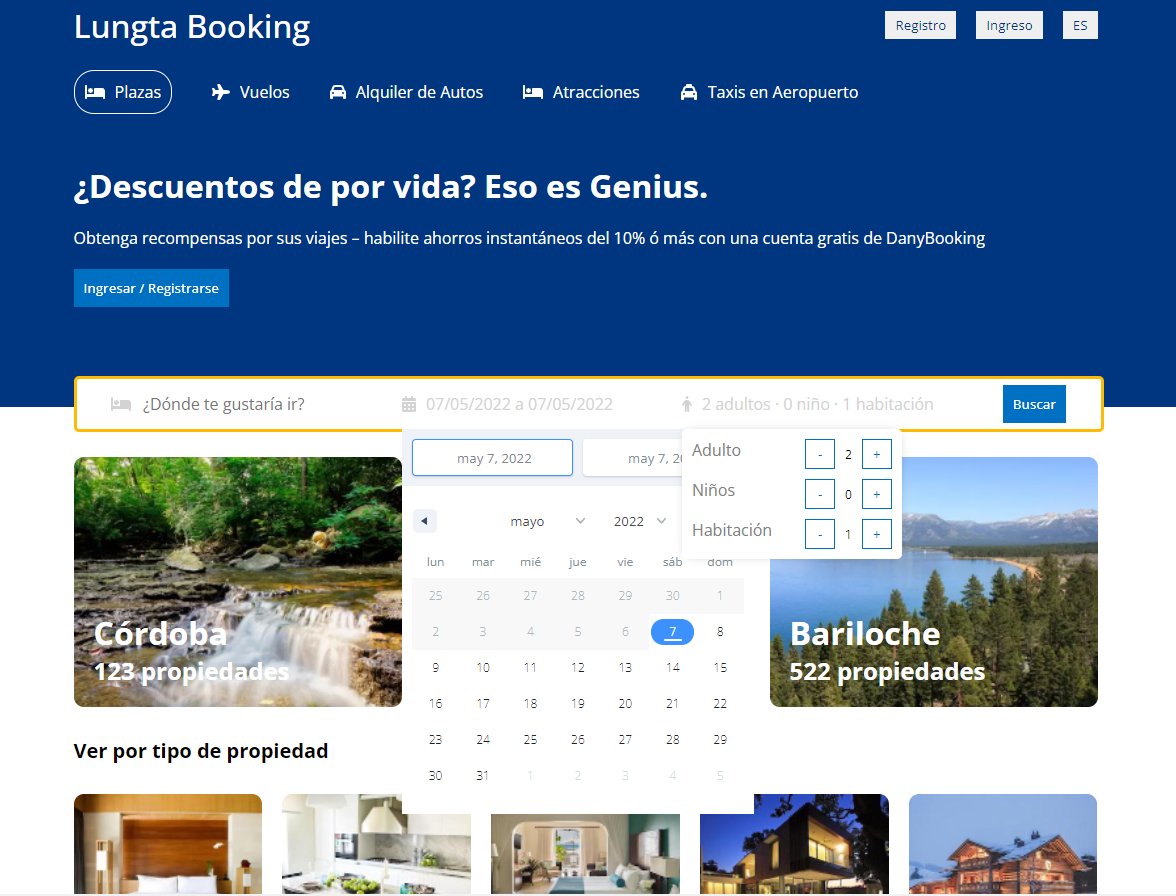 Lungta Booking
Registro
Ingreso
ES
Plazas
Vuelos
Alquiler de Autos
Atracciones
Taxis en Aeropuerto
¿Descuentos de por vida? Eso es Genius.
Obtenga recompensas por sus viajes – habilite ahorros instantáneos del 10% ó más con una cuenta gratis de DanyBooking
Ingresar / Registrarse
¿Dónde te gustaría ir?
07/05/2022 a 07/05/2022
2 adultos · 0 niño · 1 habitación
Buscar
may 7, 2022
may 7, 20
Adulto - 2 +
Niños - 0 +
Habitación - 1 +
mayo 2022
lun mar mié jue vie sáb dom
25 26 27 28 29 30 1
2 3 4 5 6 7 8
9 10 11 12 13 14 15
16 17 18 19 20 21 22
23 24 25 26 27 28 29
30 31 1 2 3 4 5
Córdoba
123 propiedades
Bariloche
522 propiedades
Ver por tipo de propiedad